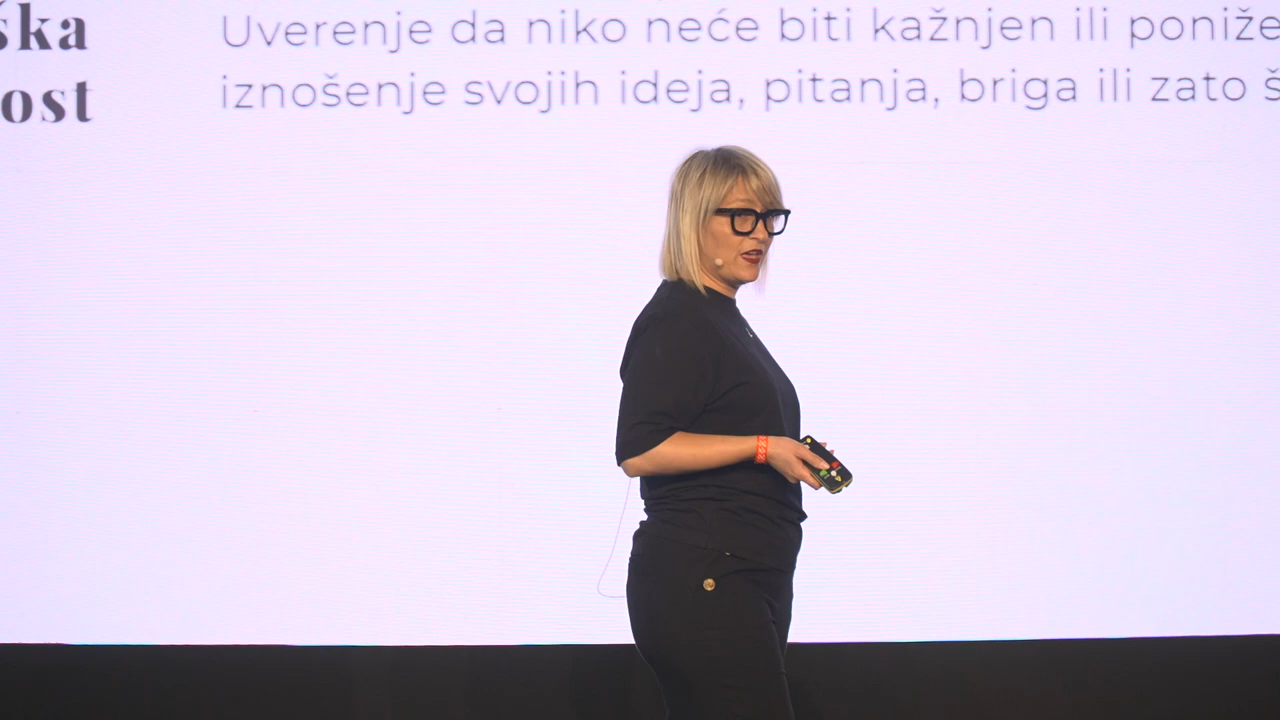 ška
ost
Uverenje da niko neće biti kažnjen ili poniže
iznošenje svojih ideja, pitanja, briga ili zato š